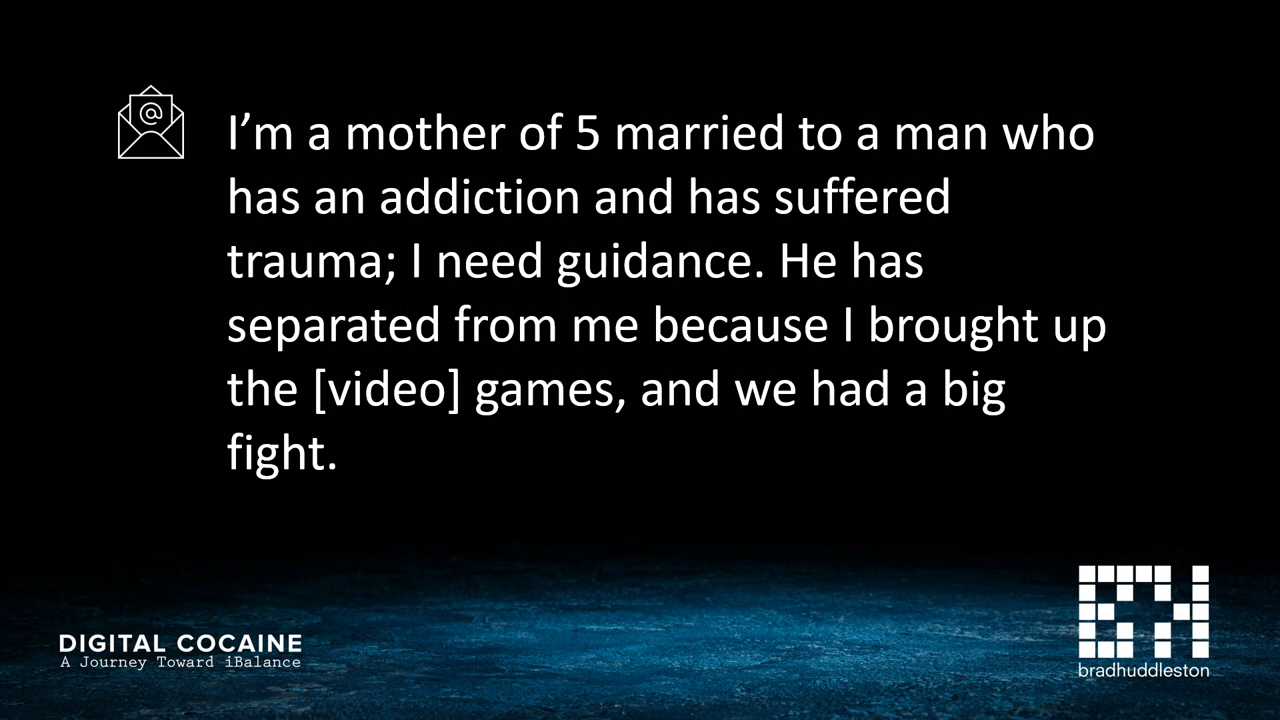 @
I’m a mother of 5 married to a man who
has an addiction and has suffered
trauma; I need guidance. He has
separated from me because I brought up
the [video] games, and we had a big
fight.
DIGITAL COCAINE
A Journey Toward iBalance
bradhuddleston